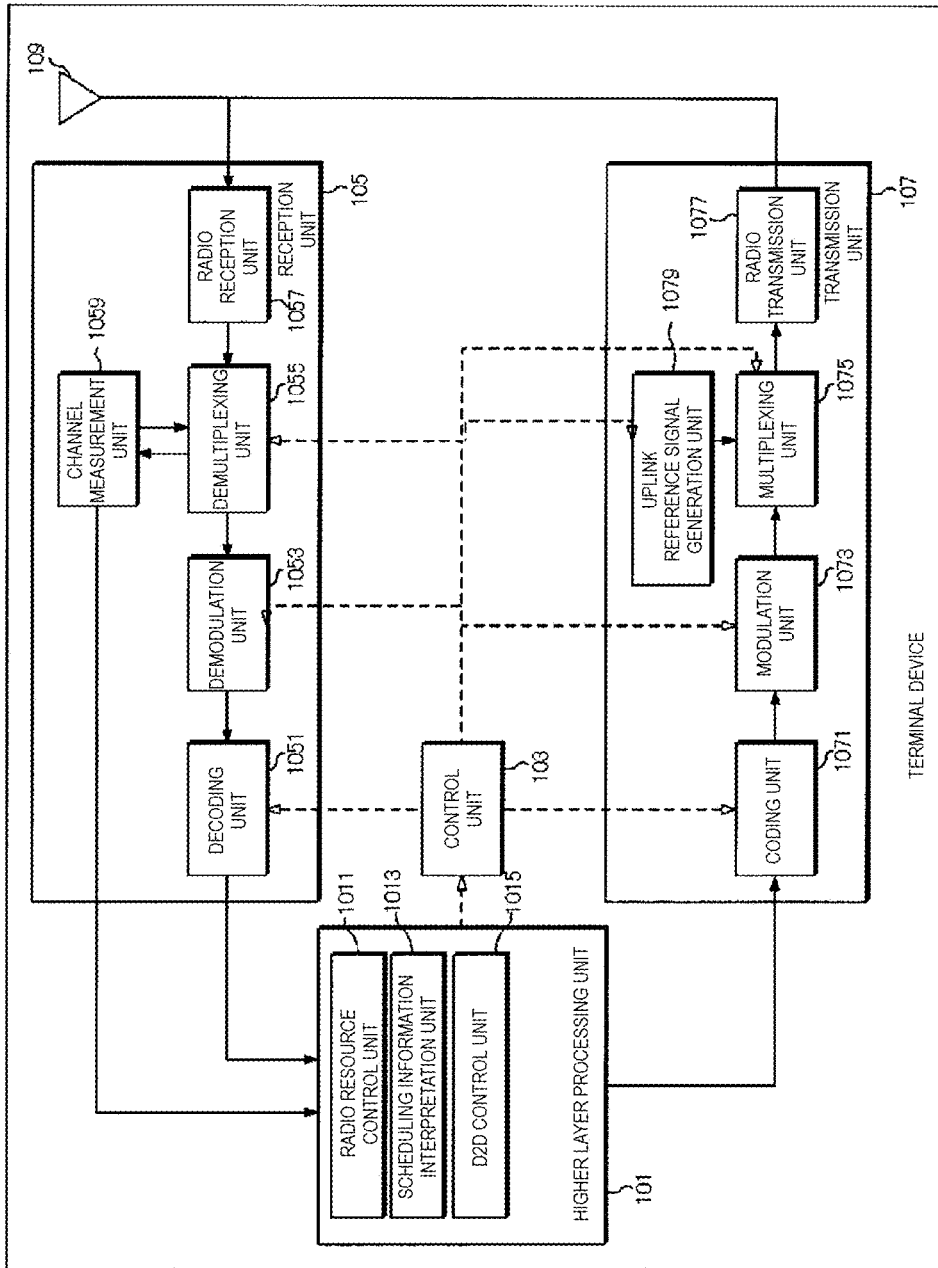 109
105
RADIO
RECEPTION
UNIT
RECEPTION
UNIT
1057
1059
CHANNEL
MEASUREMENT
UNIT
1055
DEMULTIPLEXING
UNIT
1053
DEMODULATION
UNIT
1051
DECODING
UNIT
103
CONTROL
UNIT
1011
RADIO RESOURCE
CONTROL UNIT
1013
SCHEDULING INFORMATION
INTERPRETATION UNIT
1015
D2D CONTROL UNIT
HIGHER LAYER PROCESSING UNIT
101
107
1077
RADIO
TRANSMISSION
UNIT
TRANSMISSION
UNIT
1079
UPLINK
REFERENCE SIGNAL
GENERATION UNIT
1075
MULTIPLEXING
UNIT
1073
MODULATION
UNIT
1071
CODING UNIT
TERMINAL DEVICE